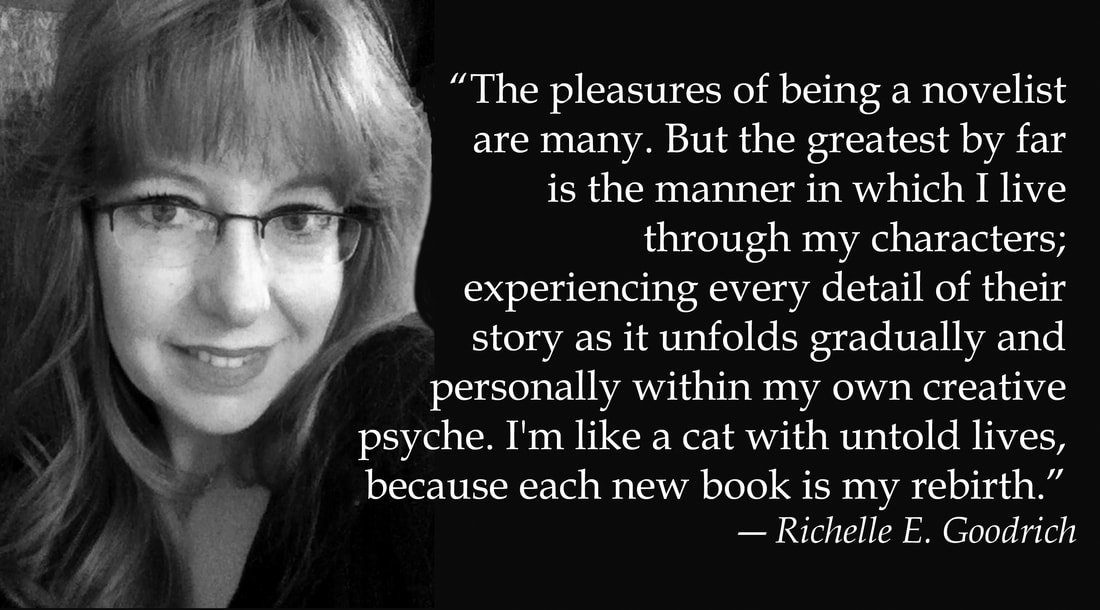 “The pleasures of being a novelist
are many. But the greatest by far
is the manner in which I live
through my characters;
experiencing every detail of their
story as it unfolds gradually and
personally within my own creative
psyche. I'm like a cat with untold lives,
because each new book is my rebirth.”
— Richelle E. Goodrich